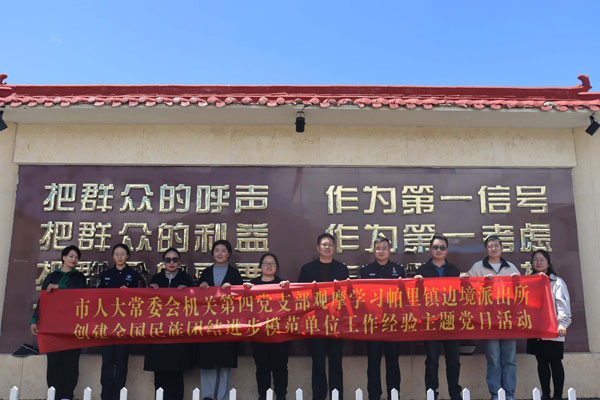 把群众的呼声 作为第一信号
把群众的利益 作为第一考虑
市人大常委会机关第四党支部观摩学习帕里镇边境派出所
创建全国民族团结进步模范单位工作经验主题党日活动